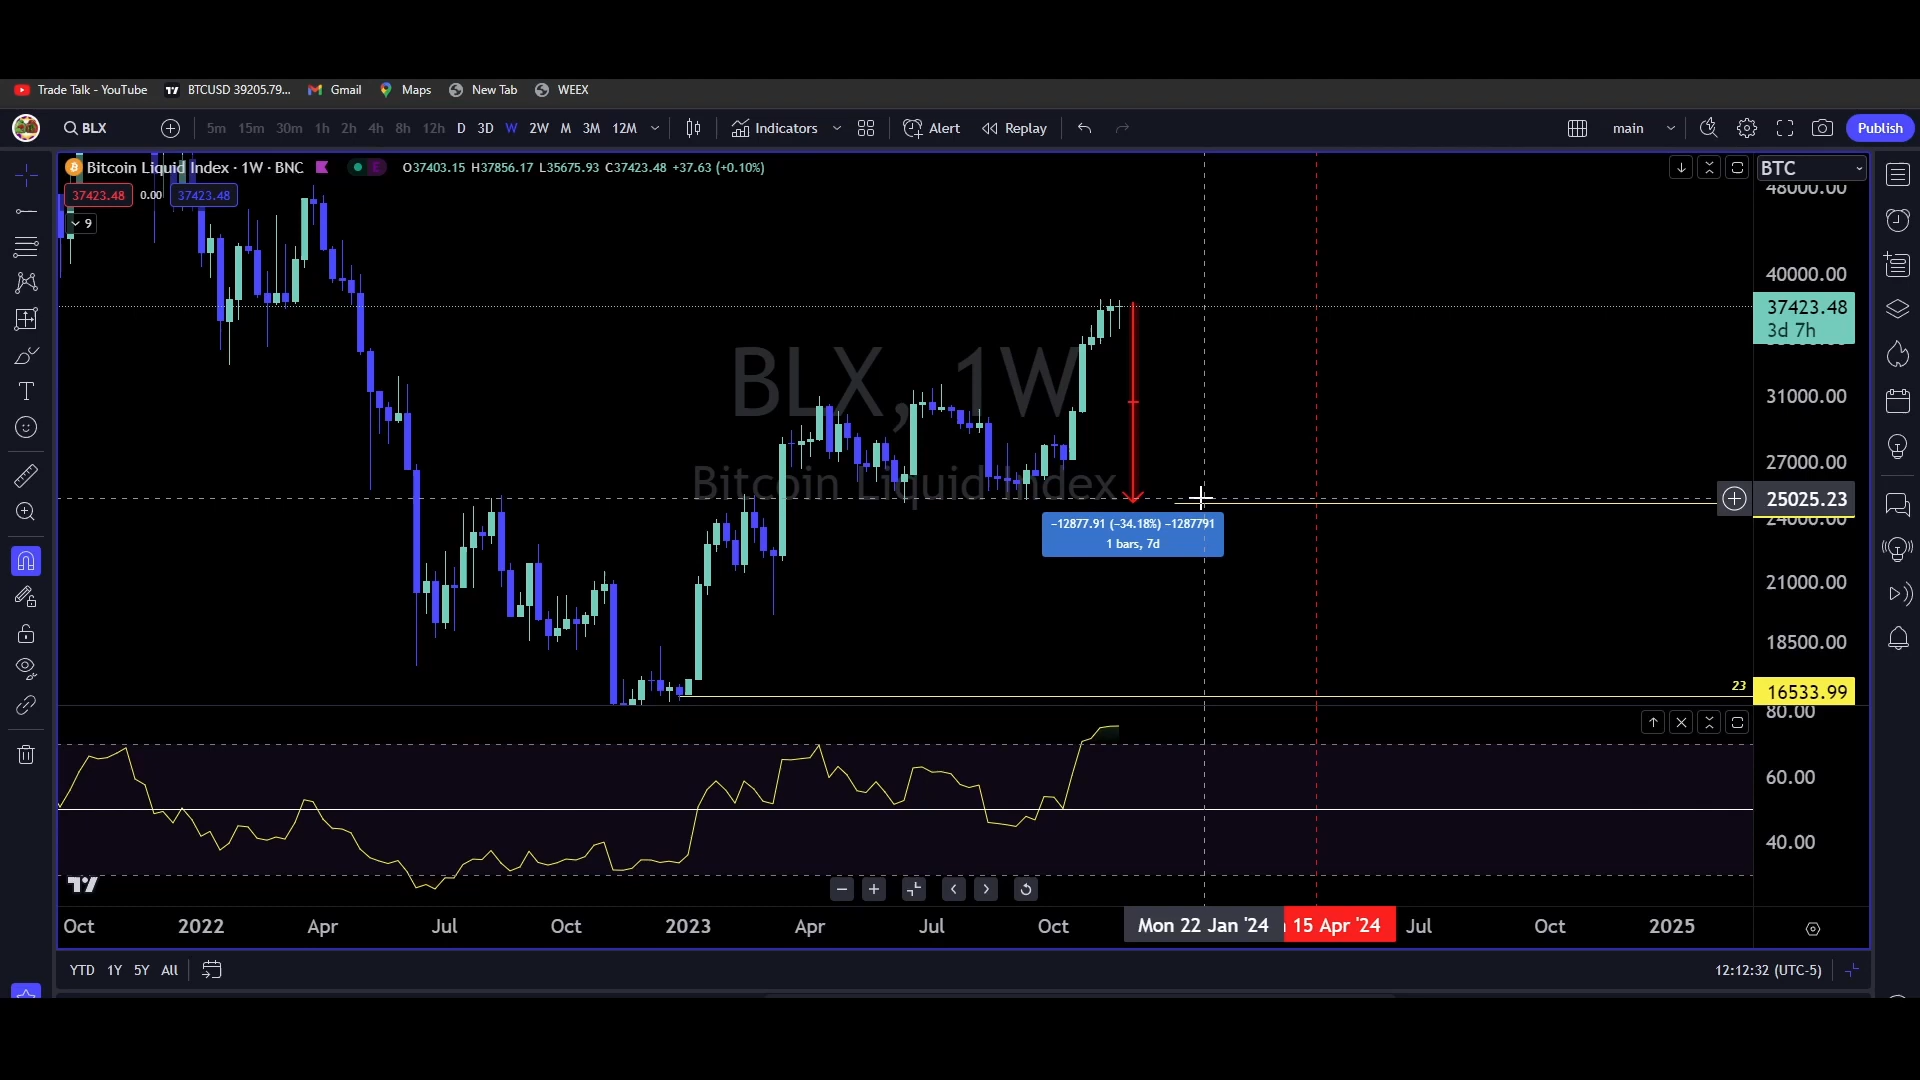 Trade Talk - YouTube BTCUSD 39205.79... Gmail Maps New Tab WEEX
BLX 5m 15m 30m 1h 2h 4h 8h 12h D 3D W 2W M 3M 12M Indicators Alert Replay main Publish
Bitcoin Liquid Index · 1W · BNC E O37403.15 H37856.17 L35675.93 C37423.48 +37.63 (+0.10%) BTC
37423.48 0.00 37423.48
9
48000.00
40000.00
37423.48
3d 7h
BLX, 1W
Bitcoin Liquid Index
31000.00
27000.00
25025.23
24000.00
−12877.91 (−34.18%) −1287791
1 bars, 7d
21000.00
18500.00
23 16533.99
80.00
60.00
40.00
Oct 2022 Apr Jul Oct 2023 Apr Jul Oct Mon 22 Jan '24 15 Apr '24 Jul Oct 2025
YTD 1Y 5Y All 12:12:32 (UTC-5)